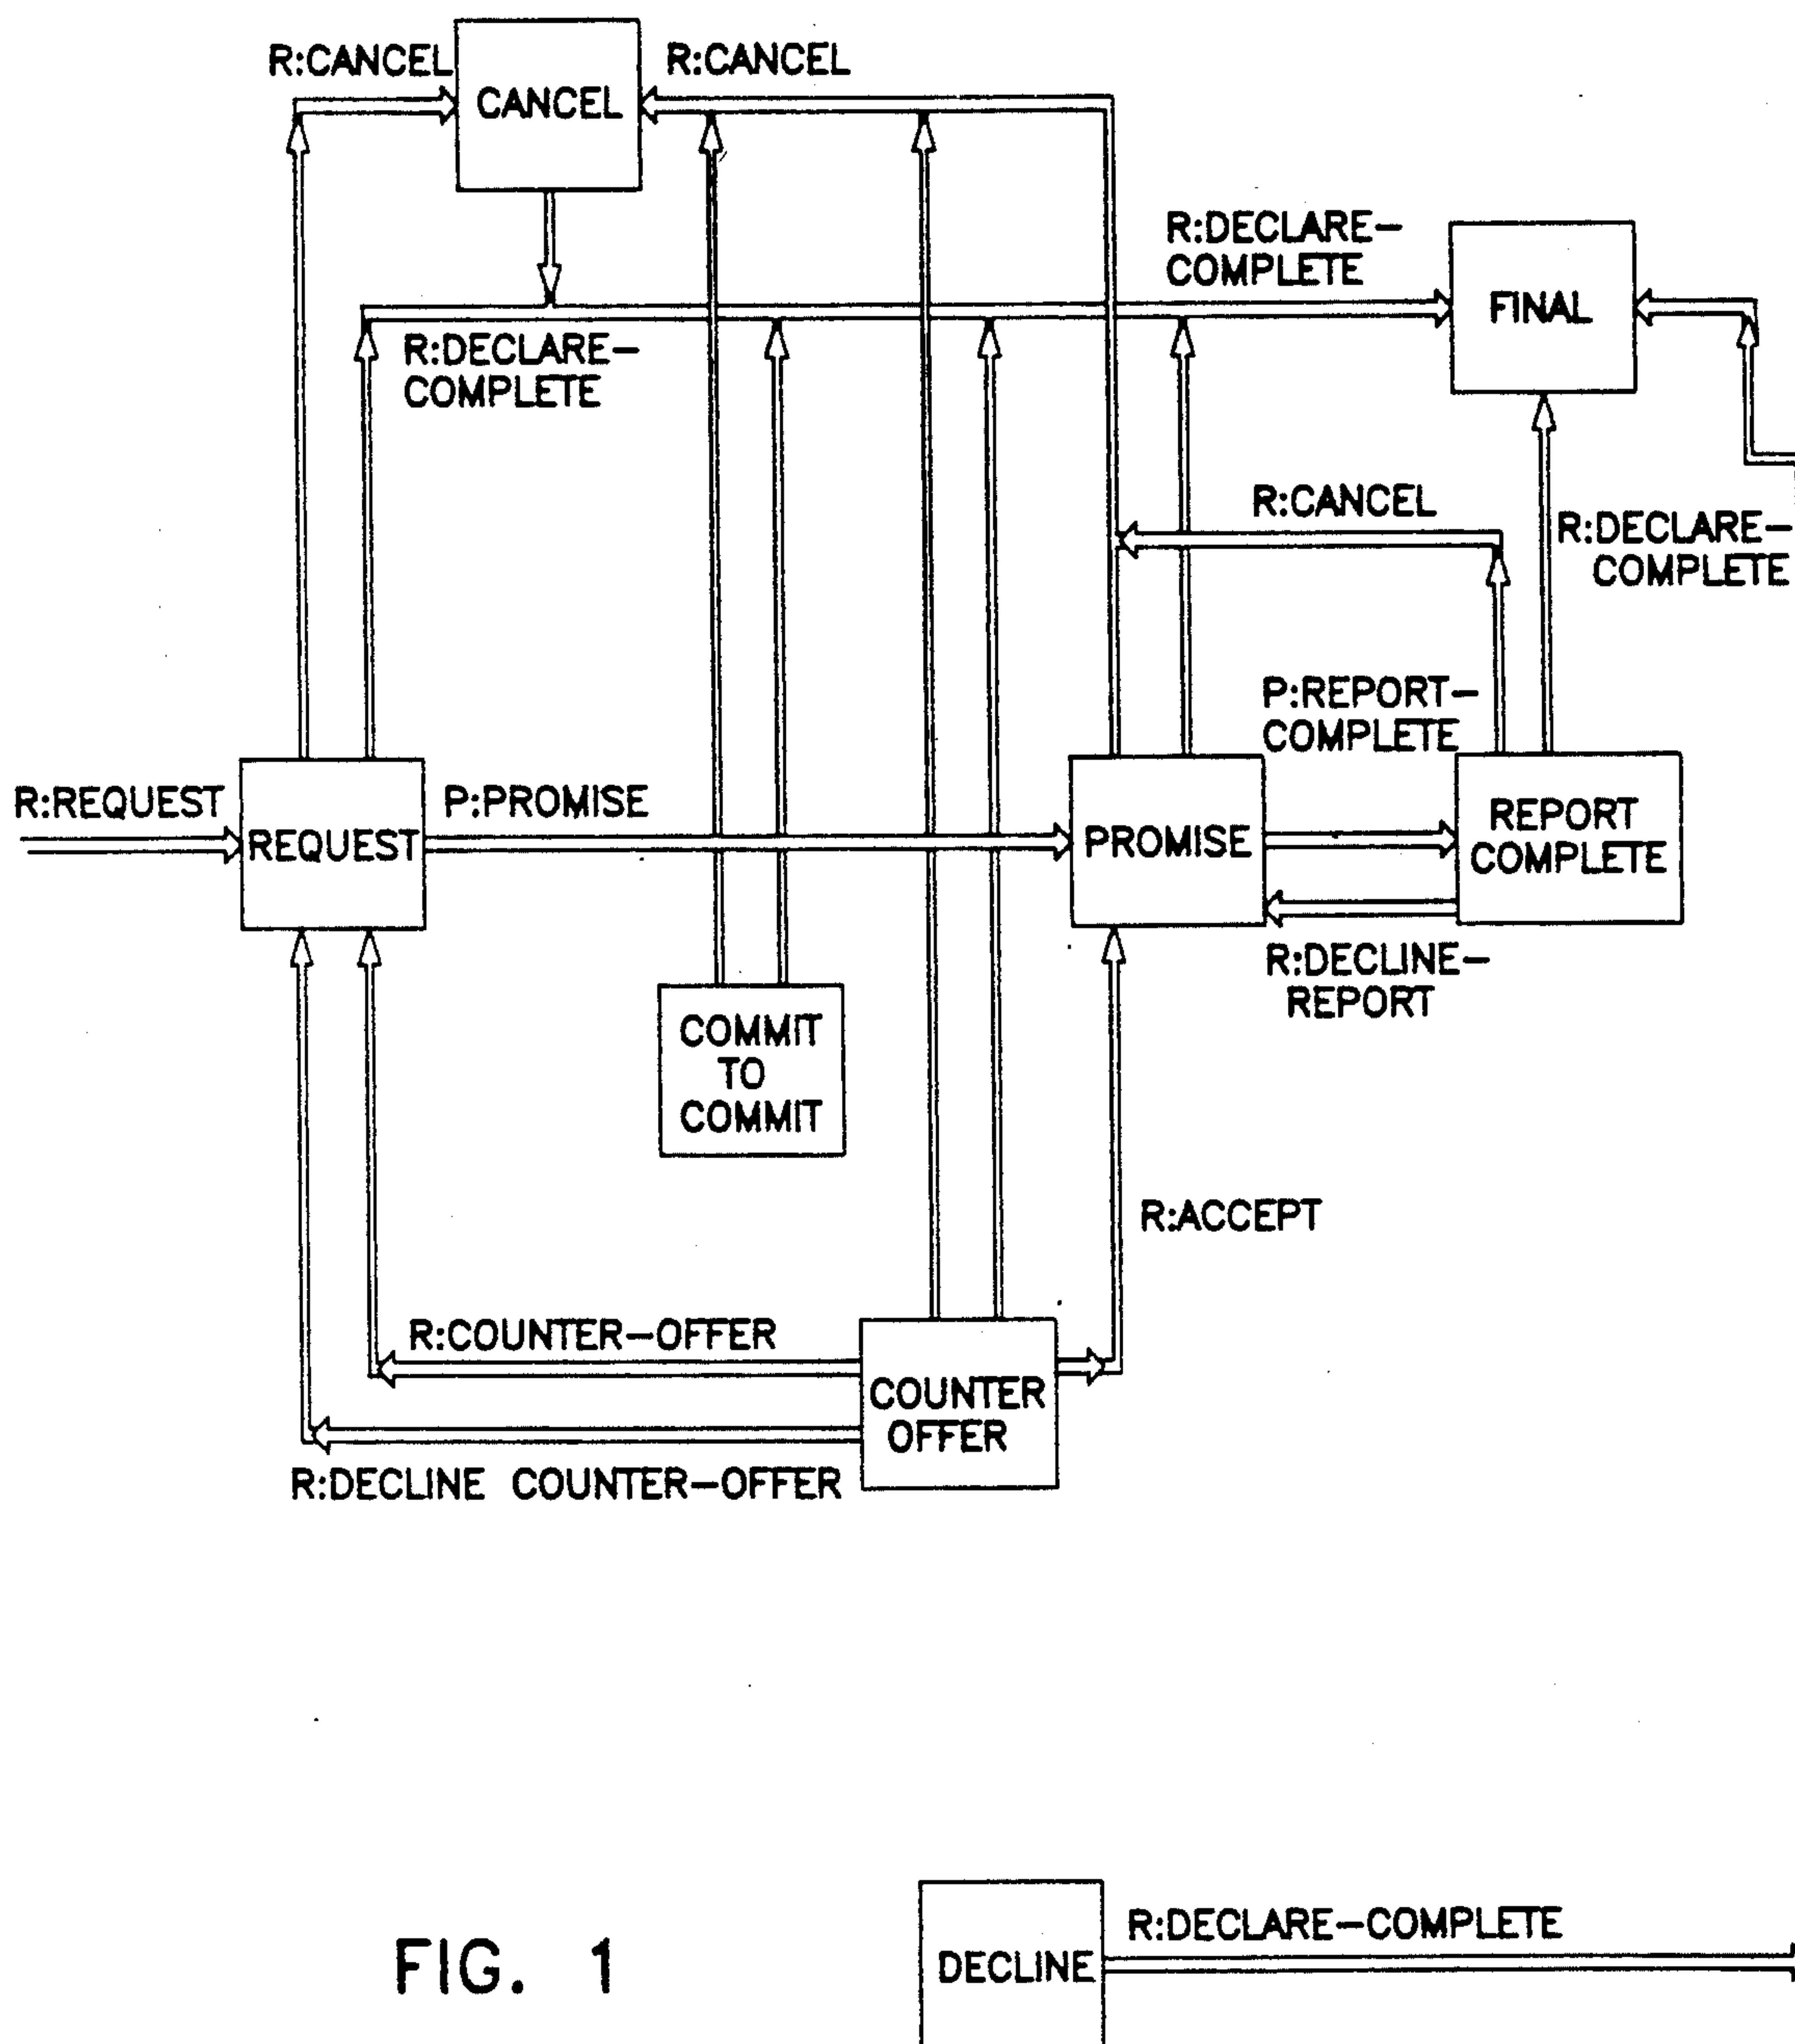 R:CANCEL
CANCEL
R:CANCEL
R:DECLARE-
COMPLETE
FINAL
R:DECLARE-
COMPLETE
R:CANCEL
R:DECLARE-
COMPLETE
P:REPORT-
COMPLETE
R:REQUEST
REQUEST
P:PROMISE
PROMISE
REPORT
COMPLETE
R:DECLINE-
REPORT
COMMIT
TO
COMMIT
R:ACCEPT
R:COUNTER-OFFER
COUNTER
OFFER
R:DECLINE COUNTER-OFFER
FIG. 1
DECLINE
R:DECLARE-COMPLETE